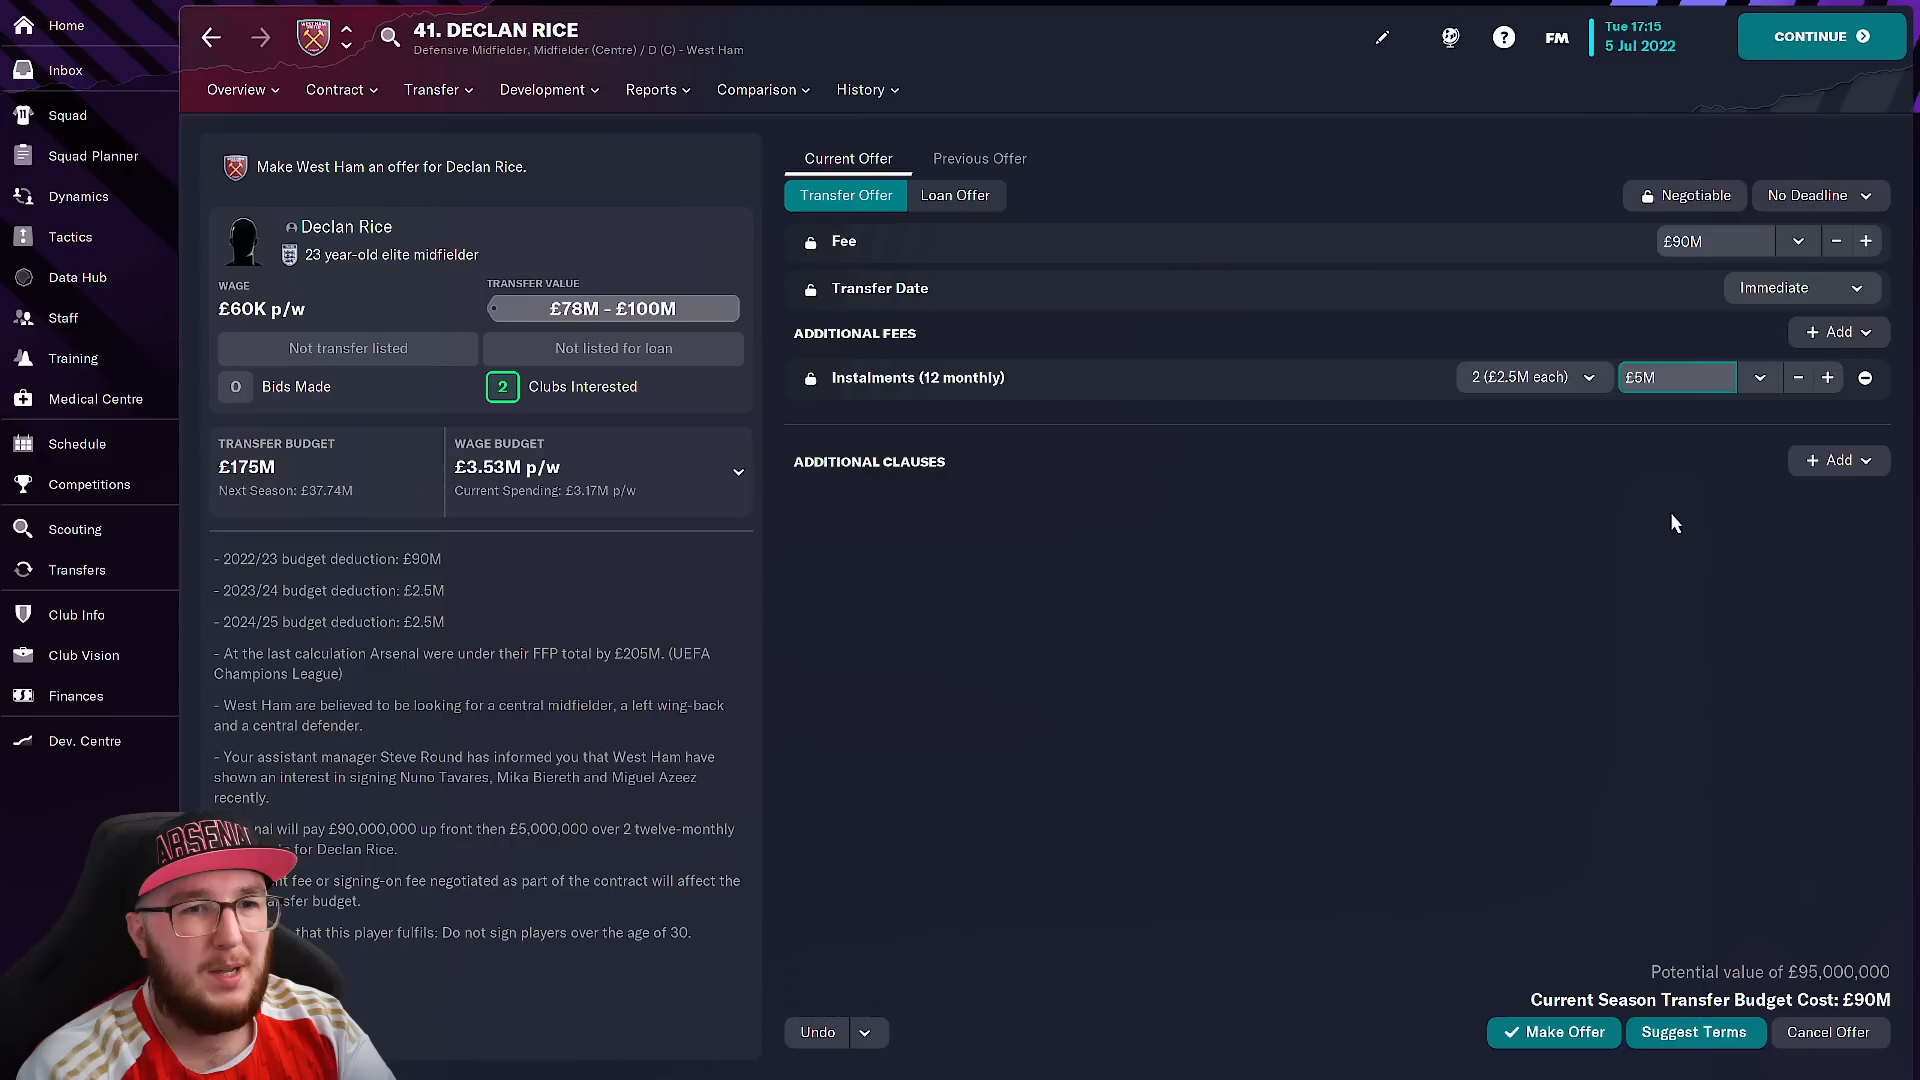 Home
Inbox
Squad
Squad Planner
Dynamics
Tactics
Data Hub
Staff
Training
Medical Centre
Schedule
Competitions
Scouting
Transfers
Club Info
Club Vision
Finances
Dev. Centre
41. DECLAN RICE
Defensive Midfielder, Midfielder (Centre) / D (C) - West Ham
FM
Tue 17:15
5 Jul 2022
CONTINUE
Overview
Contract
Transfer
Development
Reports
Comparison
History
Make West Ham an offer for Declan Rice.
Declan Rice
23 year-old elite midfielder
WAGE
£60K p/w
TRANSFER VALUE
£78M - £100M
Not transfer listed
Not listed for loan
0 Bids Made
2 Clubs Interested
TRANSFER BUDGET
£175M
Next Season: £37.74M
WAGE BUDGET
£3.53M p/w
Current Spending: £3.17M p/w
- 2022/23 budget deduction: £90M
- 2023/24 budget deduction: £2.5M
- 2024/25 budget deduction: £2.5M
- At the last calculation Arsenal were under their FFP total by £205M. (UEFA
Champions League)
- West Ham are believed to be looking for a central midfielder, a left wing-back
and a central defender.
- Your assistant manager Steve Round has informed you that West Ham have
shown an interest in signing Nuno Tavares, Mika Biereth and Miguel Azeez
recently.
nal will pay £90,000,000 up front then £5,000,000 over 2 twelve-monthly
for Declan Rice.
fee or signing-on fee negotiated as part of the contract will affect the
nsfer budget.
that this player fulfils: Do not sign players over the age of 30.
ARSENAL
Current Offer
Previous Offer
Transfer Offer
Loan Offer
Negotiable
No Deadline
Fee
£90M
Transfer Date
Immediate
ADDITIONAL FEES
+ Add
Instalments (12 monthly)
2 (£2.5M each)
£5M
ADDITIONAL CLAUSES
+ Add
Potential value of £95,000,000
Current Season Transfer Budget Cost: £90M
Undo
Make Offer
Suggest Terms
Cancel Offer